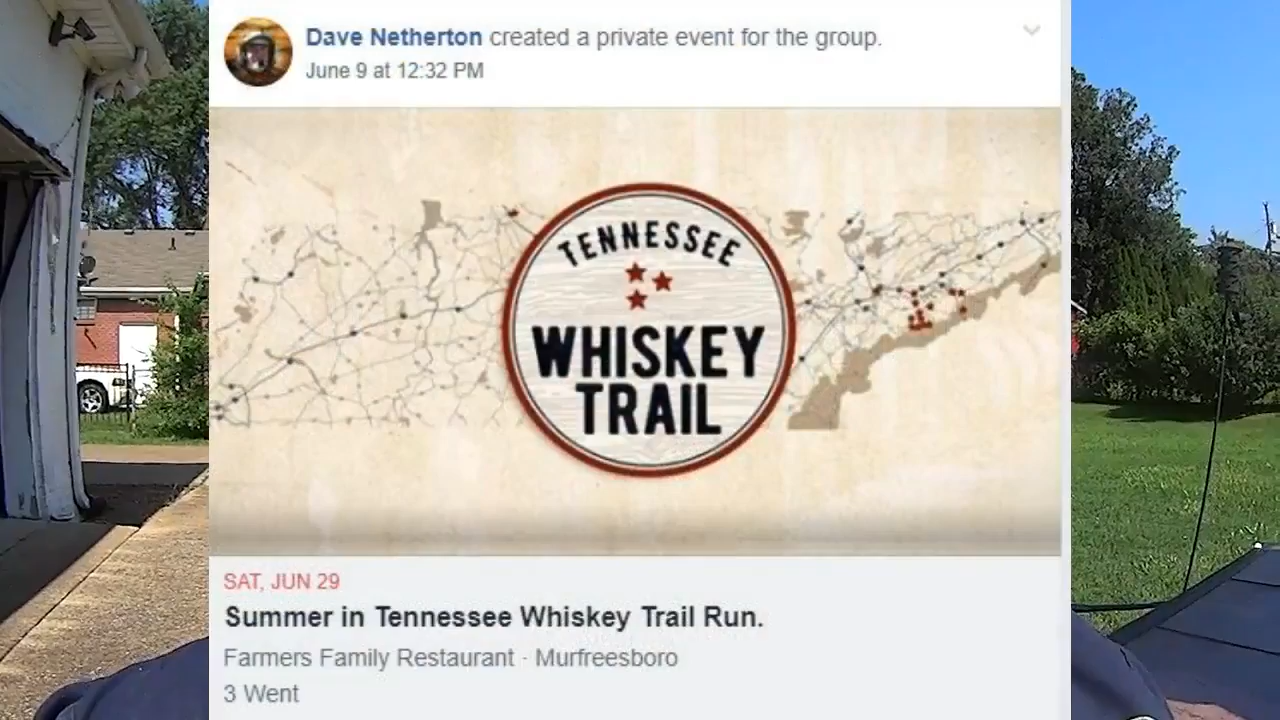 Dave Netherton created a private event for the group.
June 9 at 12:32 PM
TENNESSEE
WHISKEY
TRAIL
SAT, JUN 29
Summer in Tennessee Whiskey Trail Run.
Farmers Family Restaurant · Murfreesboro
3 Went